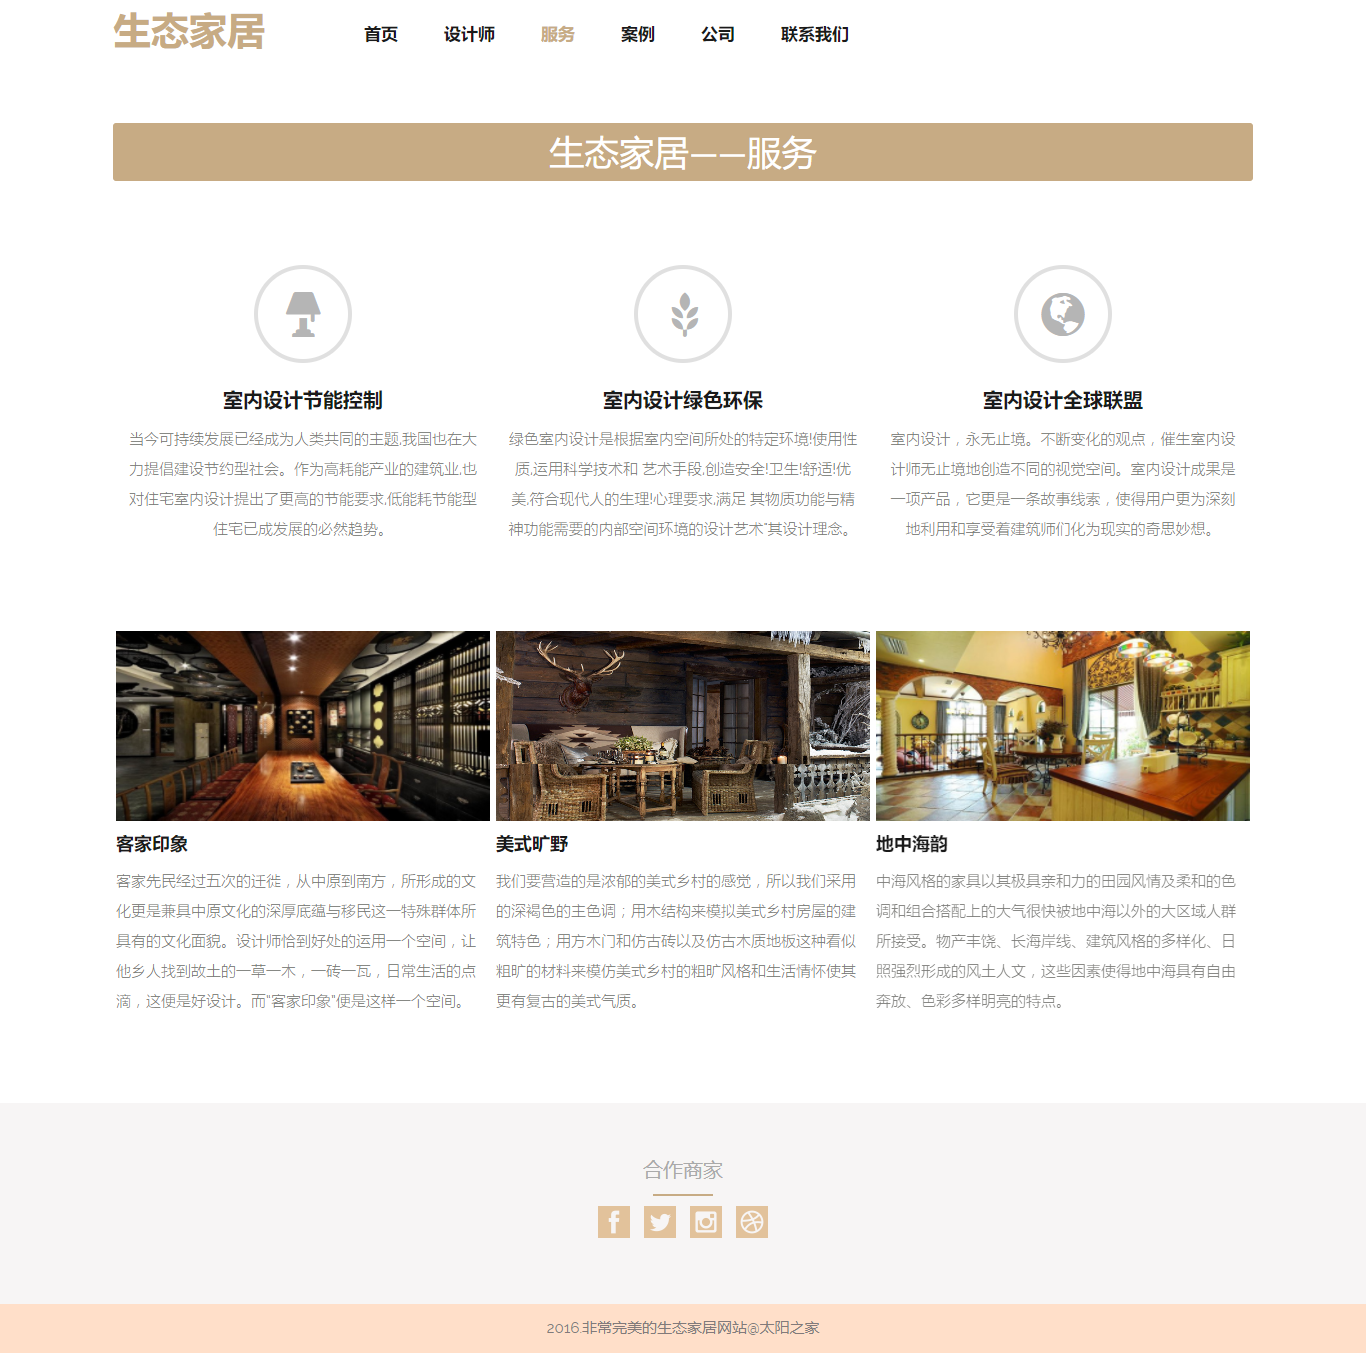 生态家居
首页 设计师 服务 案例 公司 联系我们
生态家居——服务
室内设计节能控制
当今可持续发展已经成为人类共同的主题,我国也在大
力提倡建设节约型社会。作为高耗能产业的建筑业,也
对住宅室内设计提出了更高的节能要求,低能耗节能型
住宅已成发展的必然趋势。
室内设计绿色环保
绿色室内设计是根据室内空间所处的特定环境!使用性
质,运用科学技术和 艺术手段,创造安全!卫生!舒适!优
美,符合现代人的生理!心理要求,满足 其物质功能与精
神功能需要的内部空间环境的设计艺术"其设计理念。
室内设计全球联盟
室内设计，永无止境。不断变化的观点，催生室内设
计师无止境地创造不同的视觉空间。室内设计成果是
一项产品，它更是一条故事线索，使得用户更为深刻
地利用和享受着建筑师们化为现实的奇思妙想。
客家印象
客家先民经过五次的迁徙，从中原到南方，所形成的文
化更是兼具中原文化的深厚底蕴与移民这一特殊群体所
具有的文化面貌。设计师恰到好处的运用一个空间，让
他乡人找到故土的一草一木，一砖一瓦，日常生活的点
滴，这便是好设计。而"客家印象"便是这样一个空间。
美式旷野
我们要营造的是浓郁的美式乡村的感觉，所以我们采用
的深褐色的主色调；用木结构来模拟美式乡村房屋的建
筑特色；用方木门和仿古砖以及仿古木质地板这种看似
粗旷的材料来模仿美式乡村的粗旷风格和生活情怀使其
更有复古的美式气质。
地中海韵
中海风格的家具以其极具亲和力的田园风情及柔和的色
调和组合搭配上的大气很快被地中海以外的大区域人群
所接受。物产丰饶、长海岸线、建筑风格的多样化、日
照强烈形成的风土人文，这些因素使得地中海具有自由
奔放、色彩多样明亮的特点。
合作商家
2016.非常完美的生态家居网站@太阳之家